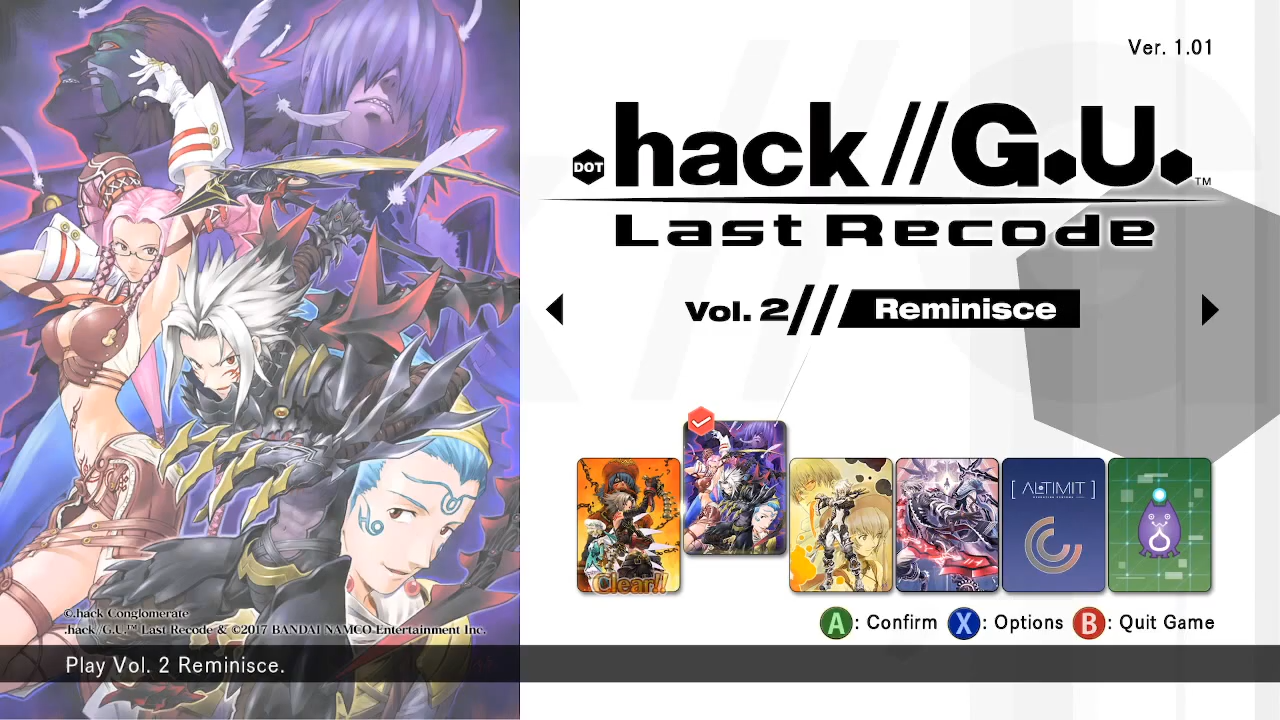 Ver. 1.01
DOT
.hack//G.U.™
Last Recode
Vol. 2// Reminisce
[ ALTIMIT ]
Clear!!
A : Confirm X : Options B : Quit Game
©.hack Conglomerate
.hack//G.U.™ Last Recode & ©2017 BANDAI NAMCO Entertainment Inc.
Play Vol. 2 Reminisce.